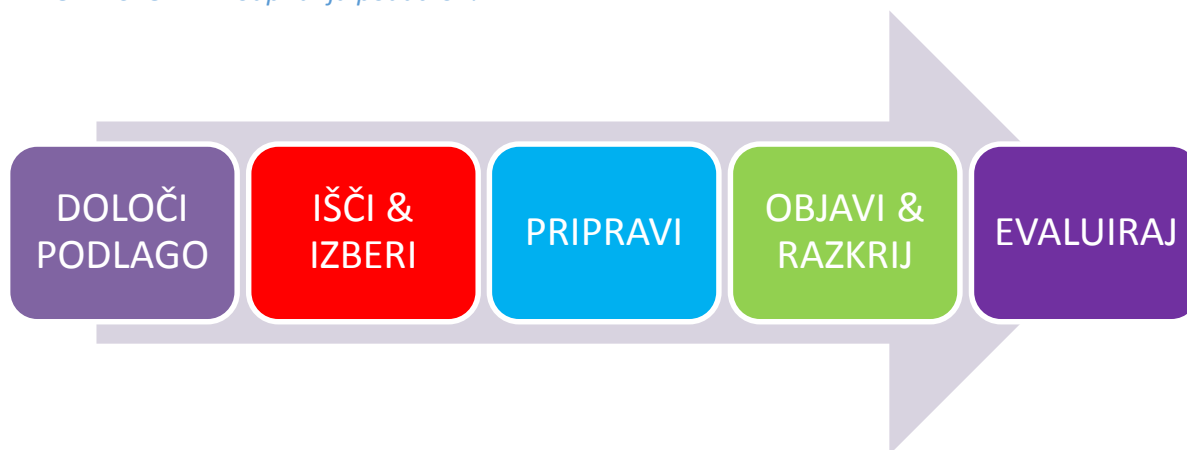 DOLOČI
PODLAGO
IŠČI &
IZBERI
PRIPRAVI
OBJAVI &
RAZKRIJ
EVALUIRAJ